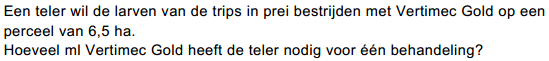 Een teler wil de larven van de trips in prei bestrijden met Vertimec Gold op een
perceel van 6,5 ha.
Hoeveel ml Vertimec Gold heeft de teler nodig voor één behandeling?